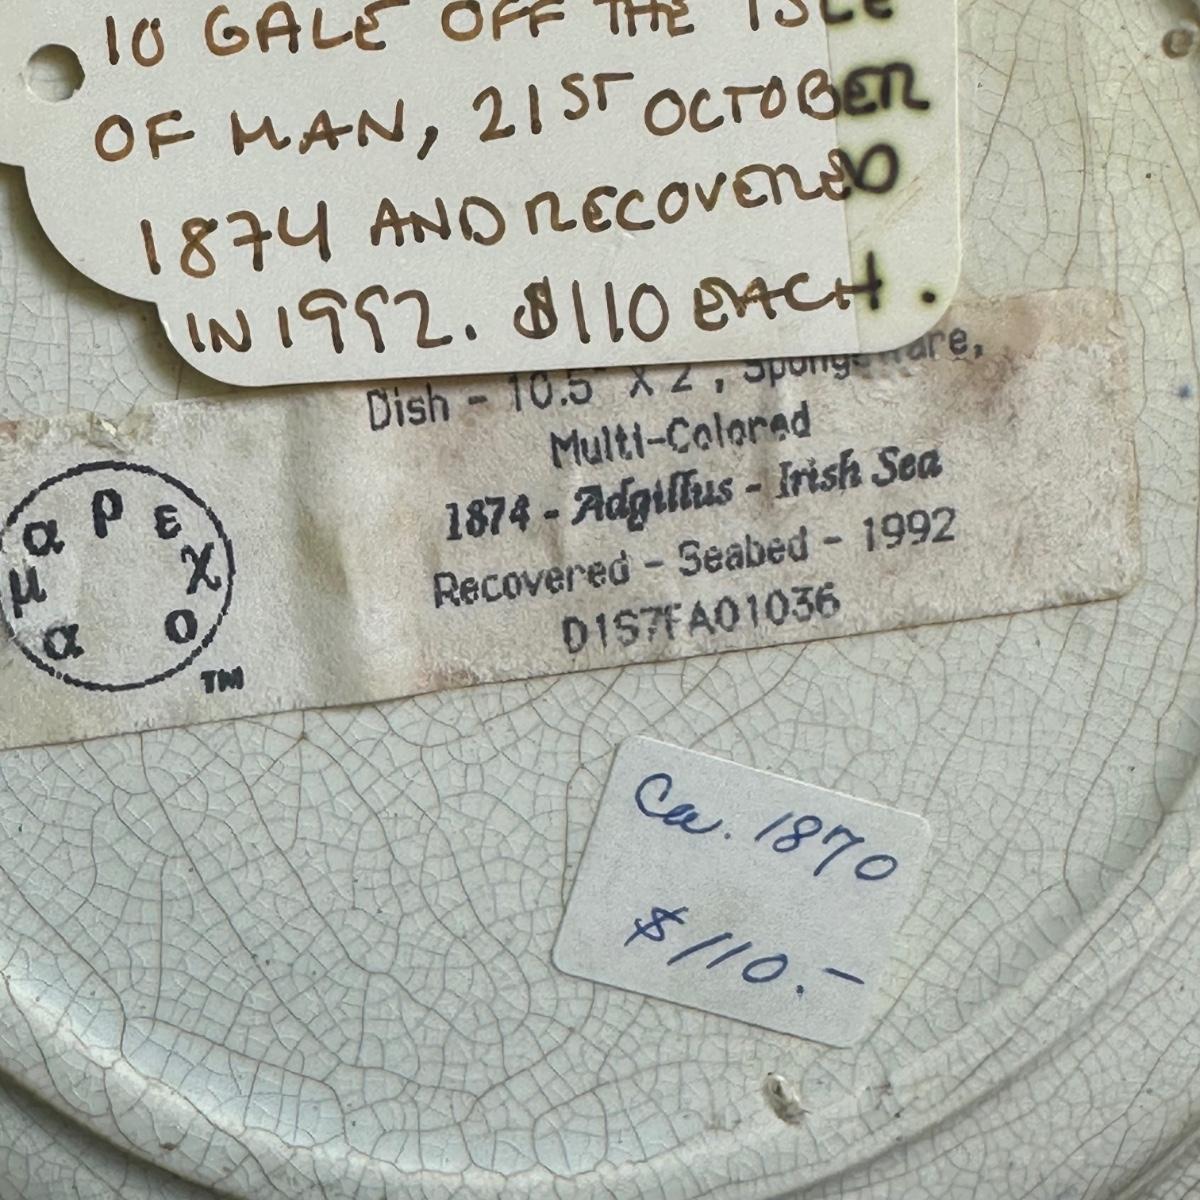 10 GALE OFF THE ISLE
OF MAN, 21ST OCTOBER
1874 AND RECOVERED
IN 1992. $110 EACH.
Dish - 10.5" X 2", Spongeware,
Multi-Colored
1874 - Adgillus - Irish Sea
Recovered - Seabed - 1992
D1S7FA01036
α μ α ρ ε χ ο
TM
Ca. 1870
$110.-